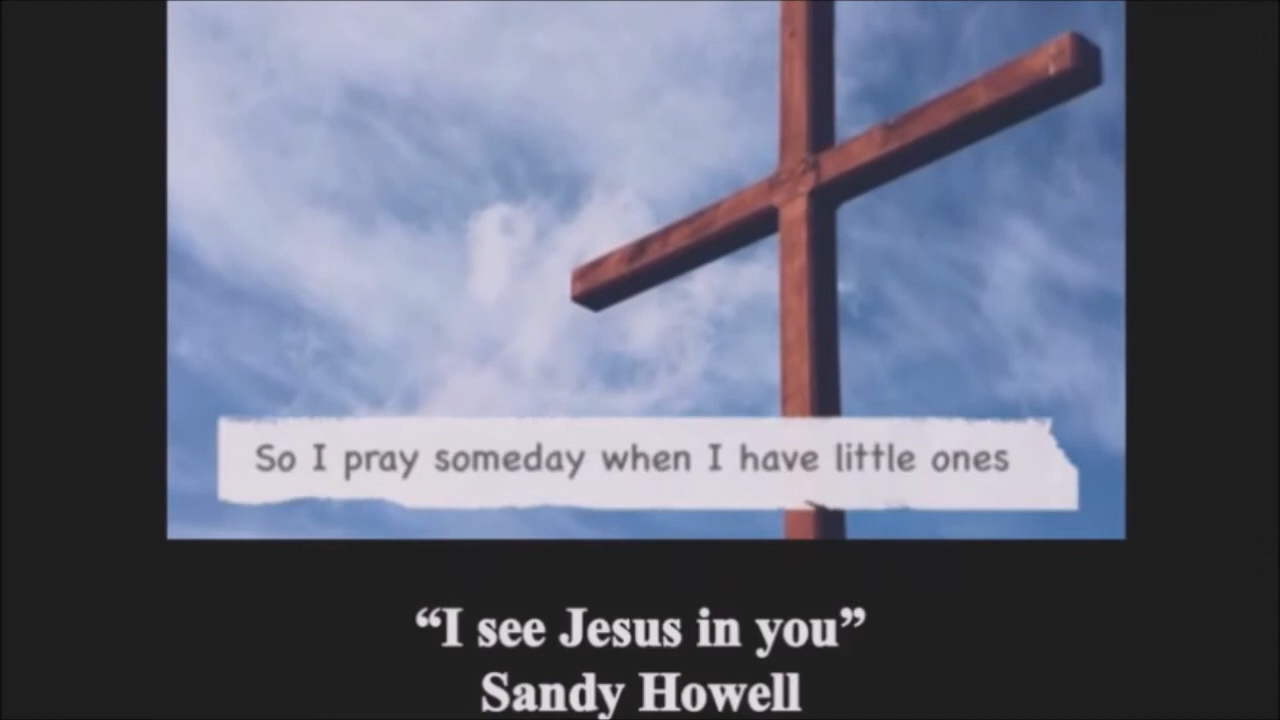 So I pray someday when I have little ones
“I see Jesus in you”
Sandy Howell